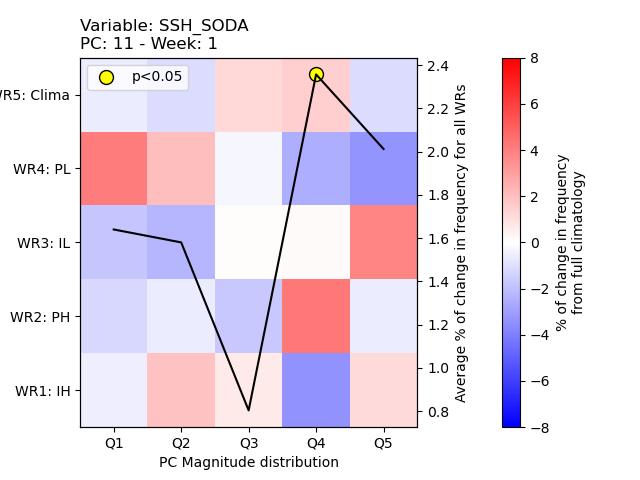 Variable: SSH_SODA
PC: 11 - Week: 1
p<0.05
WR5: Clima
WR4: PL
WR3: IL
WR2: PH
WR1: IH
Q1 Q2 Q3 Q4 Q5
PC Magnitude distribution
2.4
2.2
2.0
1.8
1.6
1.4
1.2
1.0
0.8
Average % of change in frequency for all WRs
8
6
4
2
0
−2
−4
−6
−8
% of change in frequency
from full climatology